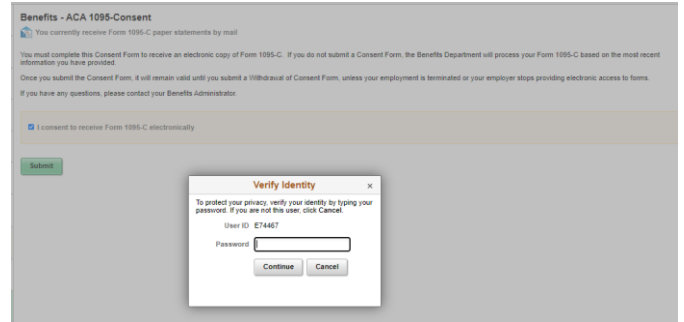 Benefits - ACA 1095-Consent
You currently receive Form 1095-C paper statements by mail
You must complete this Consent Form to receive an electronic copy of Form 1095-C. If you do not submit a Consent Form, the Benefits Department will process your Form 1095-C based on the most recent
information you have provided.
Once you submit the Consent Form, it will remain valid until you submit a Withdrawal of Consent Form, unless your employment is terminated or your employer stops providing electronic access to forms.
If you have any questions, please contact your Benefits Administrator.
I consent to receive Form 1095-C electronically
Submit
Verify Identity ×
To protect your privacy, verify your identity by typing your
password. If you are not this user, click Cancel.
User ID E74467
Password
Continue Cancel